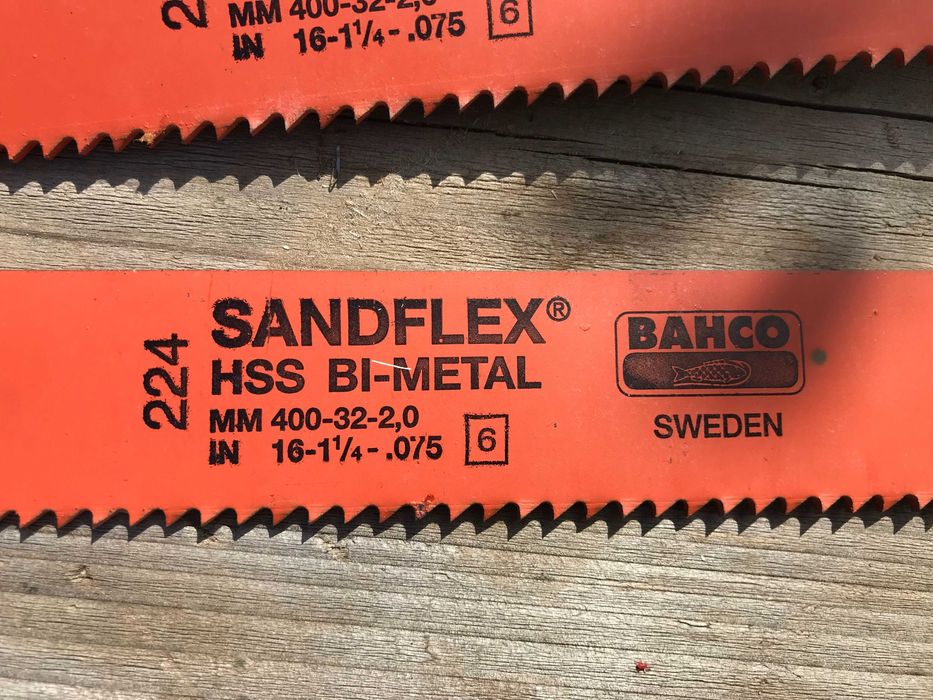 MM 400-32-2,0
IN 16-1¼-.075 6
224
SANDFLEX®
HSS BI-METAL
MM 400-32-2,0
IN 16-1¼-.075 6
BAHCO
SWEDEN